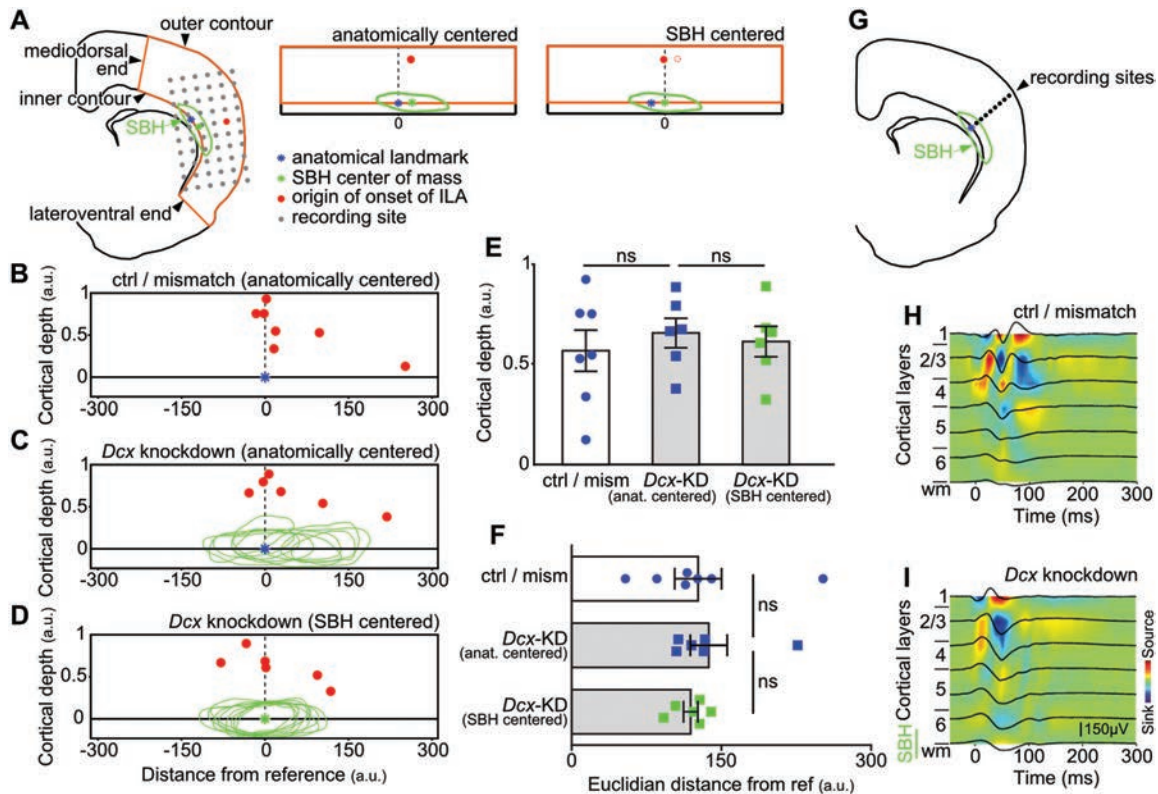 A
outer contour
mediodorsal
end
inner contour
SBH
lateroventral end
anatomically centered
0
SBH centered
0
anatomical landmark
SBH center of mass
origin of onset of ILA
recording site
B
ctrl / mismatch (anatomically centered)
Cortical depth (a.u.)
1
0.5
0
-300 -150 0 150 300
C
Dcx knockdown (anatomically centered)
Cortical depth (a.u.)
1
0.5
0
-300 -150 0 150 300
D
Dcx knockdown (SBH centered)
Cortical depth (a.u.)
1
0.5
0
-300 -150 0 150 300
Distance from reference (a.u.)
E
ns ns
Cortical depth (a.u.)
1
0.5
0
ctrl / mism Dcx-KD Dcx-KD
(anat. centered) (SBH centered)
F
ctrl / mism
Dcx-KD
(anat. centered)
Dcx-KD
(SBH centered)
ns
ns
0 150 300
Euclidian distance from ref (a.u.)
G
recording sites
SBH
H
ctrl / mismatch
Cortical layers
1
2/3
4
5
6
wm
0 100 200 300
Time (ms)
I
Dcx knockdown
Cortical layers
1
2/3
4
5
6
wm
SBH
150µV
Sink Source
0 100 200 300
Time (ms)